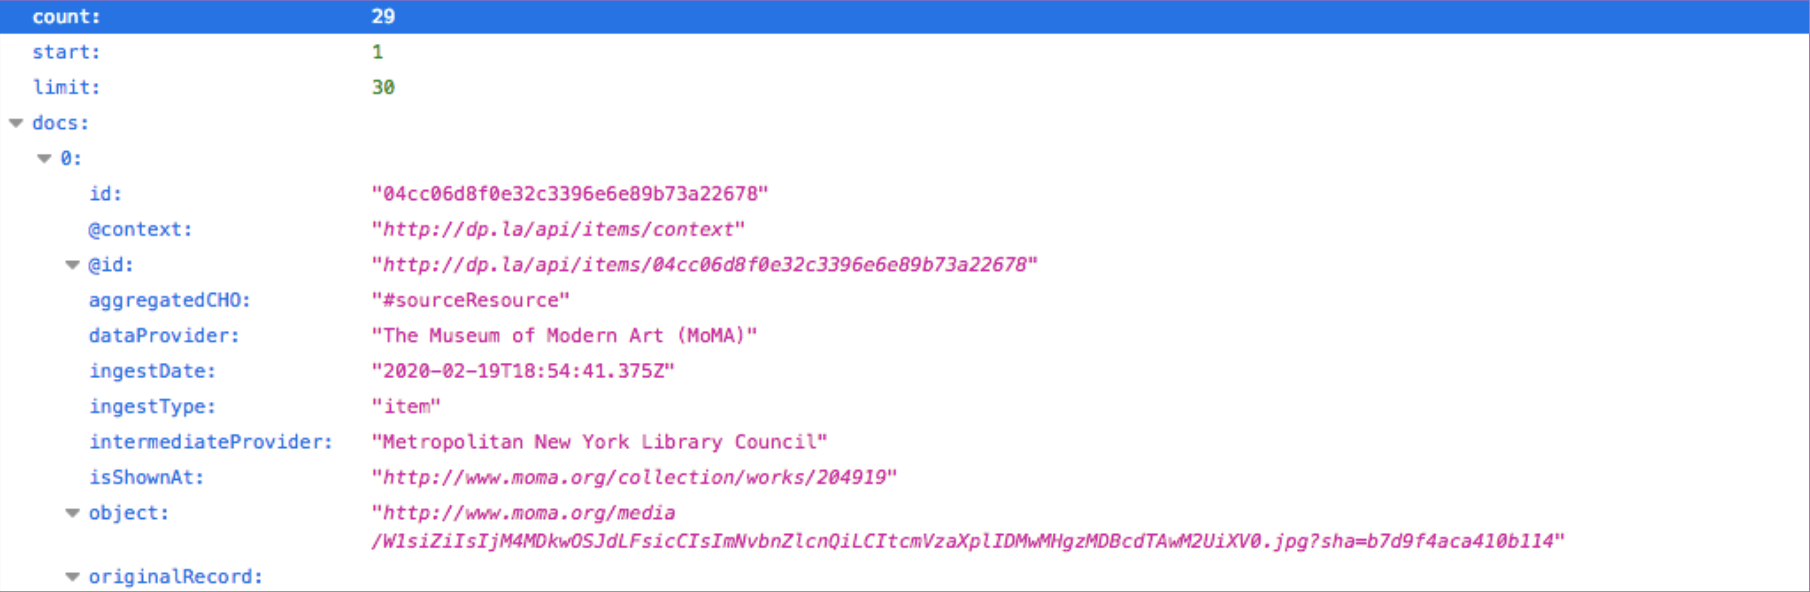 count: 29
start: 1
limit: 30
docs:
0:
id: "04cc06d8f0e32c3396e6e89b73a22678"
@context: "http://dp.la/api/items/context"
@id: "http://dp.la/api/items/04cc06d8f0e32c3396e6e89b73a22678"
aggregatedCHO: "#sourceResource"
dataProvider: "The Museum of Modern Art (MoMA)"
ingestDate: "2020-02-19T18:54:41.375Z"
ingestType: "item"
intermediateProvider: "Metropolitan New York Library Council"
isShownAt: "http://www.moma.org/collection/works/204919"
object: "http://www.moma.org/media
/W1siZiIsIjM4MDkwOSJdLFsicCIsImNvbnZlcnQiLCItcmVzaXplIDMwMHgzMDBcdTAwM2UiXV0.jpg?sha=b7d9f4aca410b114"
originalRecord: